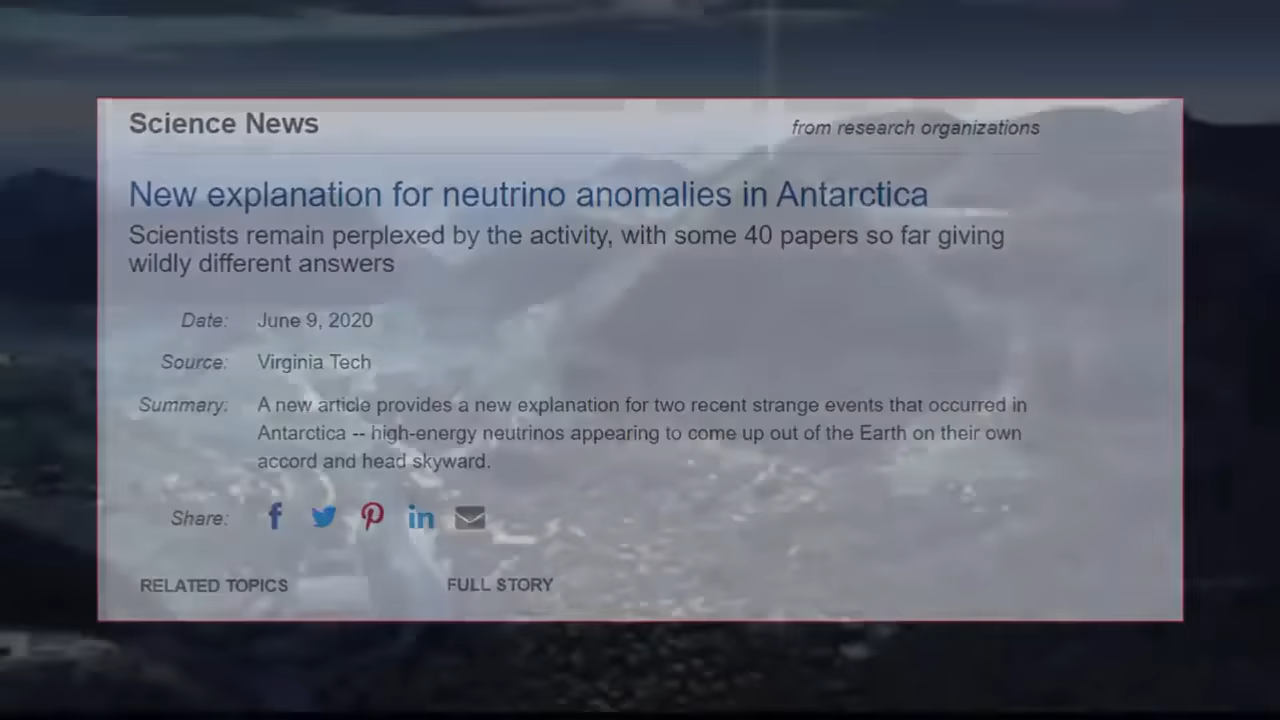 Science News
from research organizations
New explanation for neutrino anomalies in Antarctica
Scientists remain perplexed by the activity, with some 40 papers so far giving
wildly different answers
Date: June 9, 2020
Source: Virginia Tech
Summary: A new article provides a new explanation for two recent strange events that occurred in
Antarctica -- high-energy neutrinos appearing to come up out of the Earth on their own
accord and head skyward.
Share:
RELATED TOPICS
FULL STORY